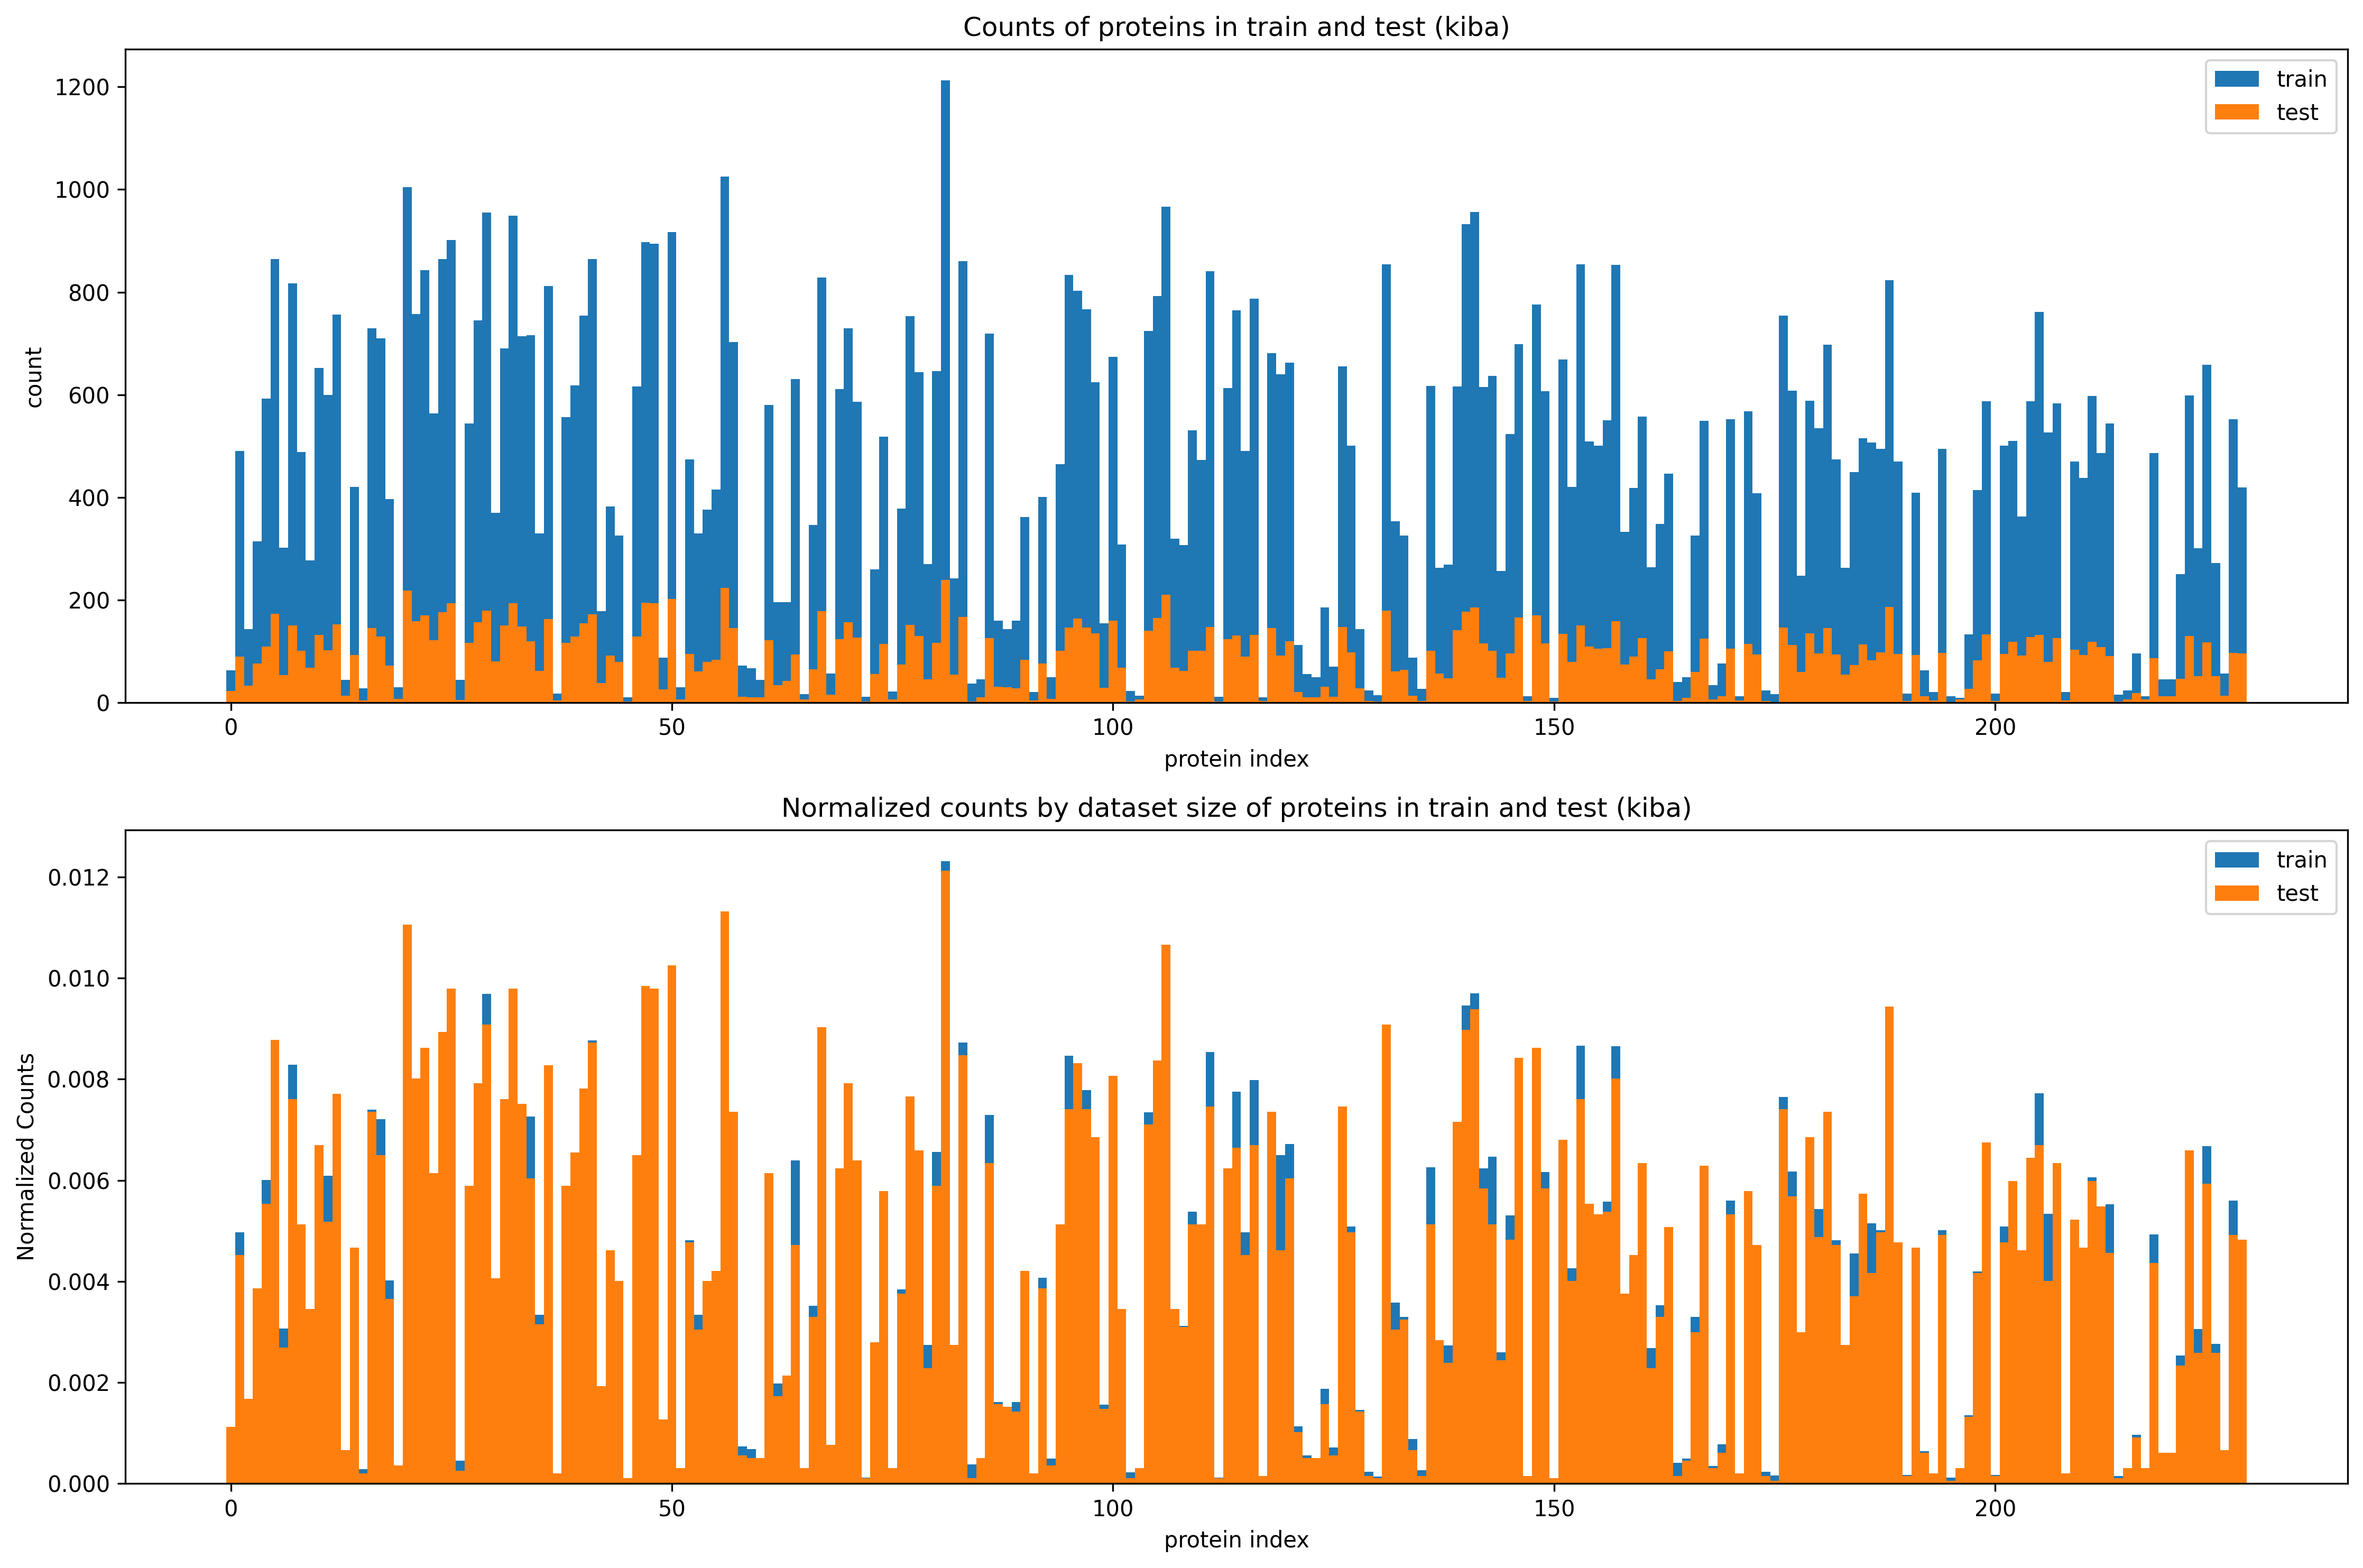 Counts of proteins in train and test (kiba)
train
test
1200
1000
800
600
400
200
0
count
0 50 100 150 200
protein index
Normalized counts by dataset size of proteins in train and test (kiba)
train
test
0.012
0.010
0.008
0.006
0.004
0.002
0.000
Normalized Counts
0 50 100 150 200
protein index